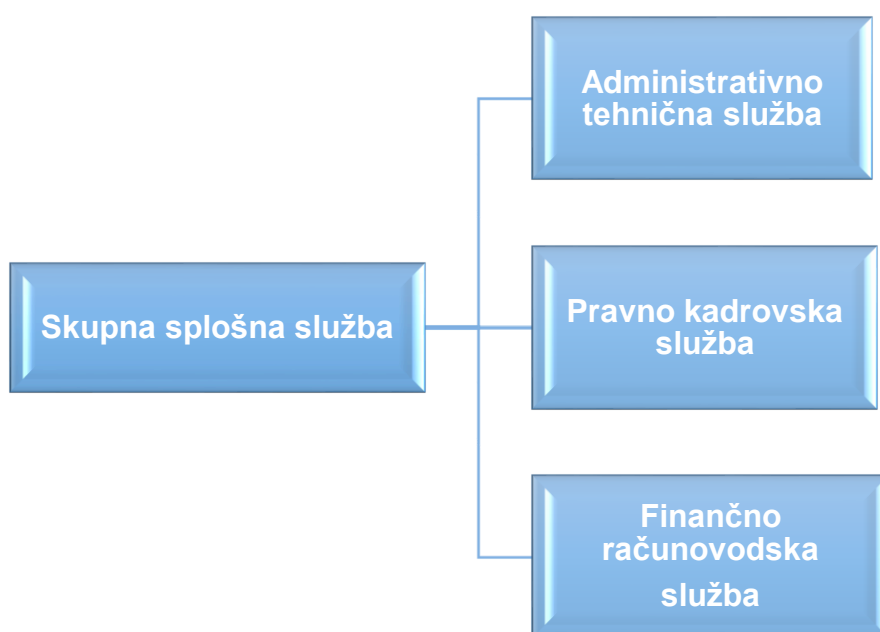 Administrativno
tehnična služba
Skupna splošna služba
Pravno kadrovska
služba
Finančno
računovodska
služba